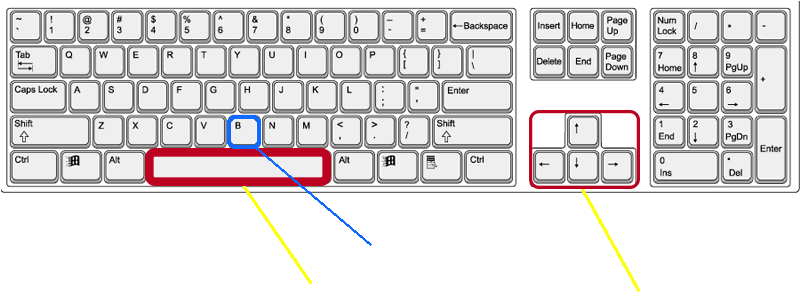 ~ ! @ # $ % ^ & * ( ) – + ←Backspace Insert Home Page Up Num Lock / * -
` 1 2 3 4 5 6 7 8 9 0 - =
Tab Q W E R T Y U I O P { [ } ] | \ Delete End Page Down 7 Home 8 ↑ 9 PgUp +
Caps Lock A S D F G H J K L : ; " , Enter 4 ← 5 6 →
Shift Z X C V B N M < , > . ? / Shift ↑ 1 End 2 ↓ 3 PgDn Enter
Ctrl Alt Alt Ctrl ← ↓ → 0 Ins • Del